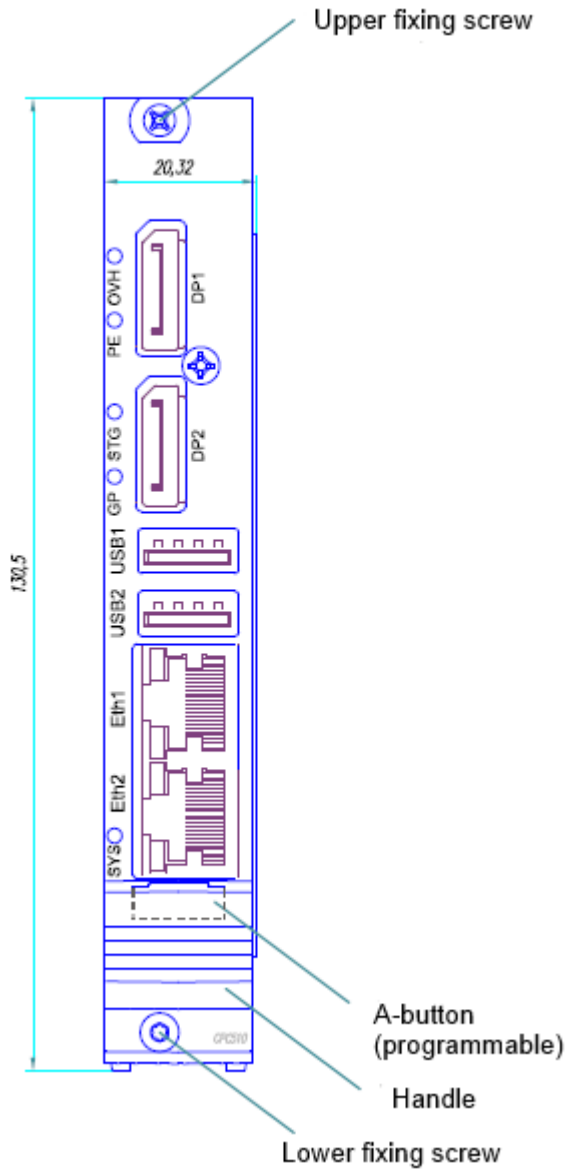 Upper fixing screw
20,32
OVH
DP1
PE
STG
DP2
GP
USB1
USB2
130,5
Eth1
Eth2
SYS
A-button
(programmable)
CPC510
Handle
Lower fixing screw